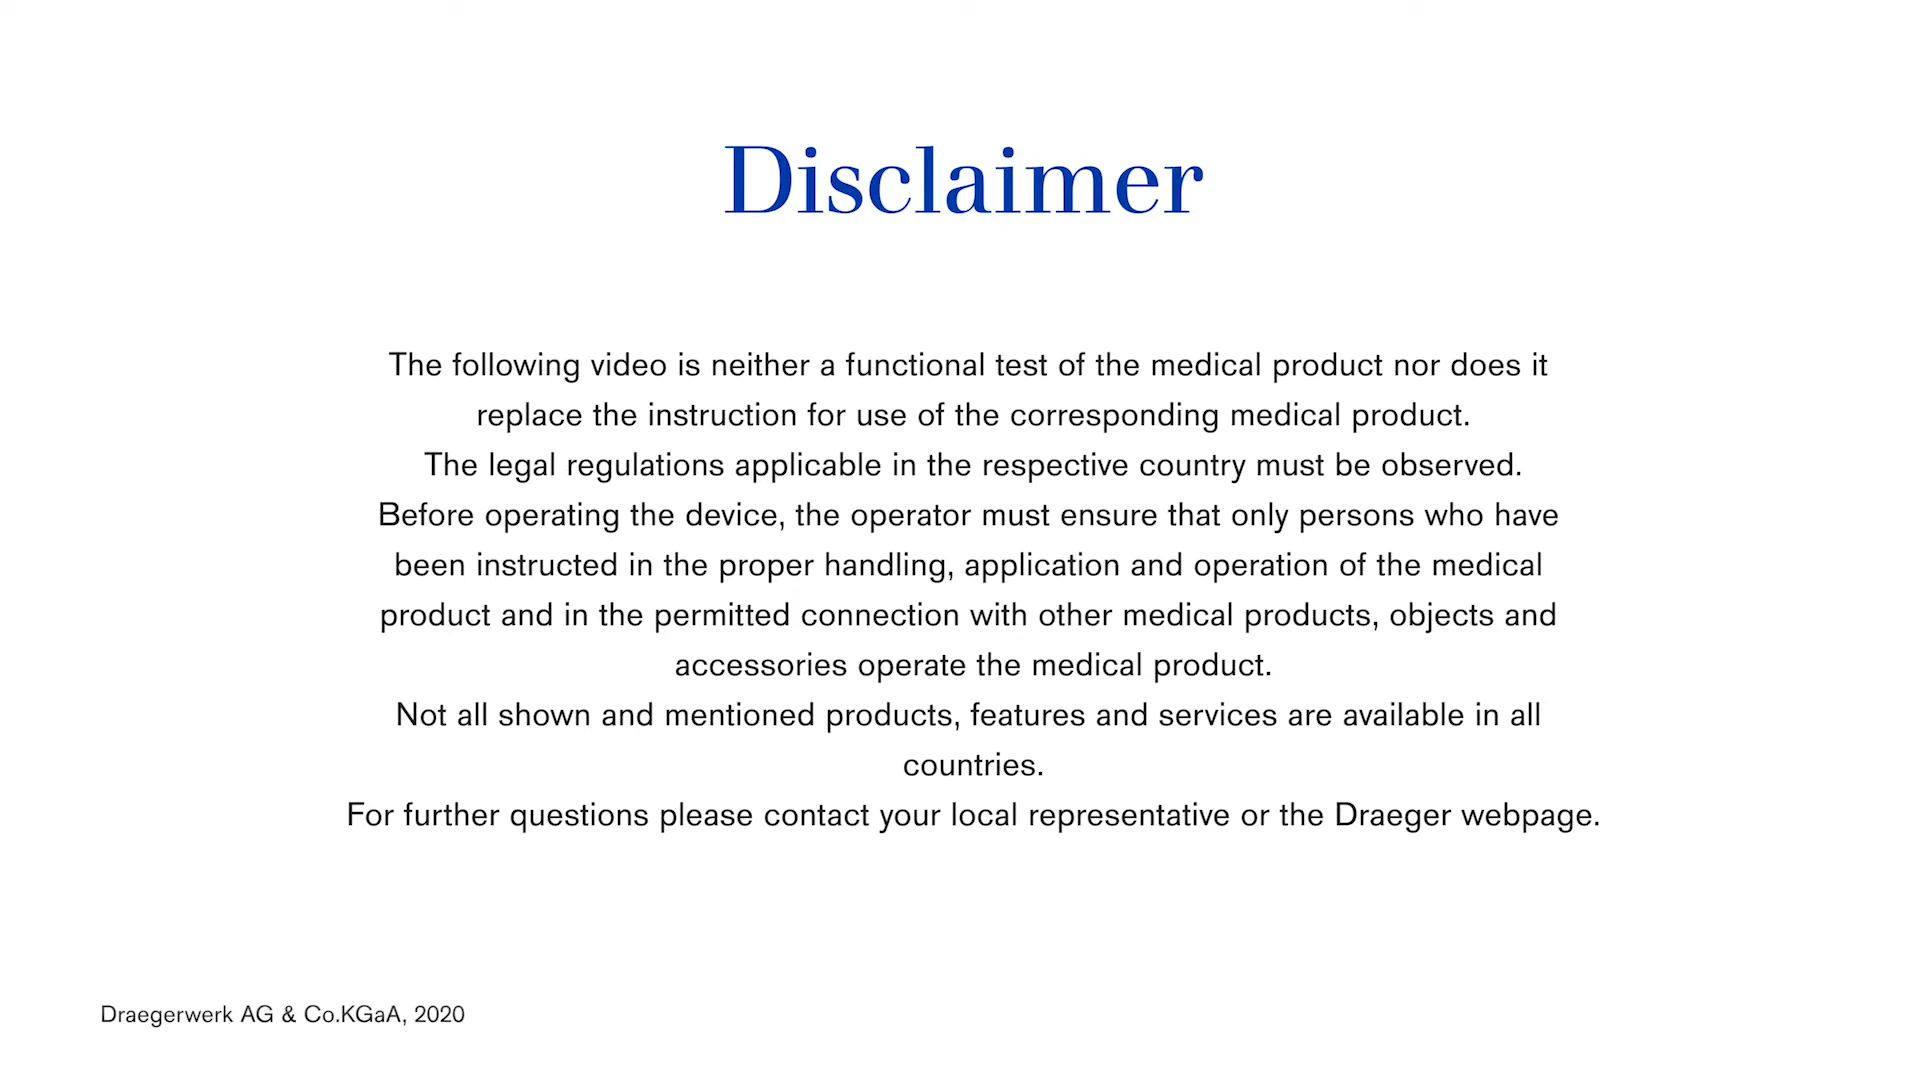 Disclaimer
The following video is neither a functional test of the medical product nor does it
replace the instruction for use of the corresponding medical product.
The legal regulations applicable in the respective country must be observed.
Before operating the device, the operator must ensure that only persons who have
been instructed in the proper handling, application and operation of the medical
product and in the permitted connection with other medical products, objects and
accessories operate the medical product.
Not all shown and mentioned products, features and services are available in all
countries.
For further questions please contact your local representative or the Draeger webpage.
Draegerwerk AG & Co.KGaA, 2020